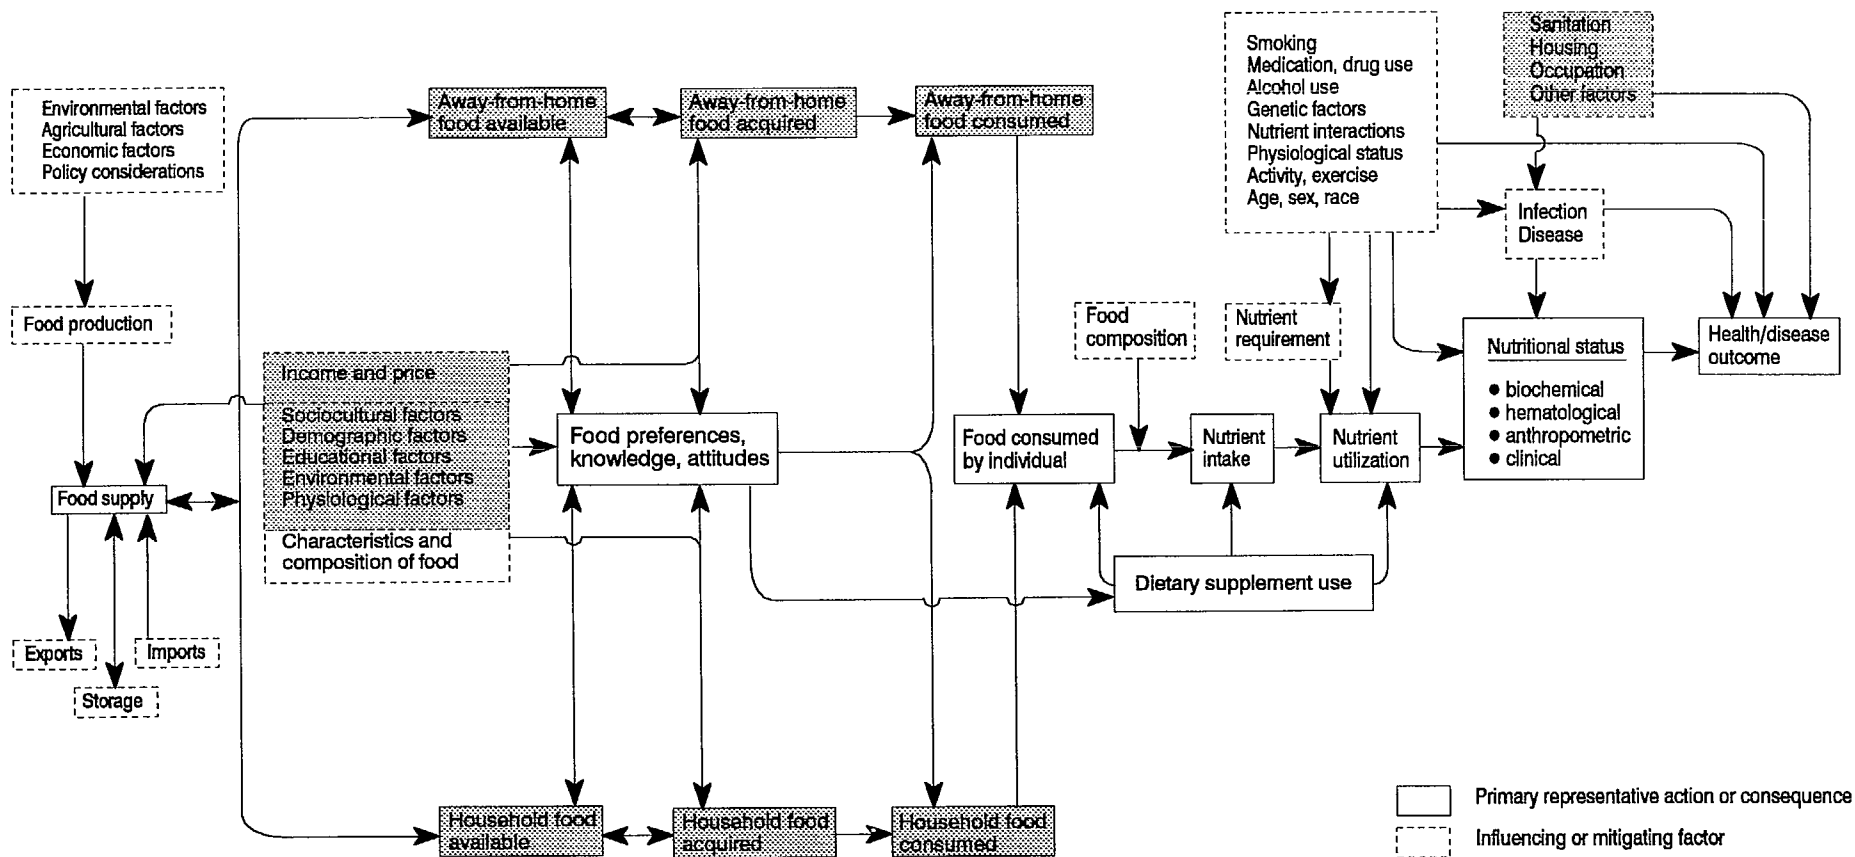 Environmental factors
Agricultural factors
Economic factors
Policy considerations
Food production
Food supply
Exports
Imports
Storage
Away-from-home
food available
Away-from-home
food acquired
Away-from-home
food consumed
Income and price
Sociocultural factors
Demographic factors
Educational factors
Environmental factors
Physiological factors
Characteristics and
composition of food
Food preferences,
knowledge, attitudes
Household food
available
Household food
acquired
Household food
consumed
Food consumed
by individual
Food
composition
Nutrient
intake
Dietary supplement use
Smoking
Medication, drug use
Alcohol use
Genetic factors
Nutrient interactions
Physiological status
Activity, exercise
Age, sex, race
Nutrient
requirement
Nutrient
utilization
Sanitation
Housing
Occupation
Other factors
Infection
Disease
Nutritional status
● biochemical
● hematological
● anthropometric
● clinical
Health/disease
outcome
Primary representative action or consequence
Influencing or mitigating factor